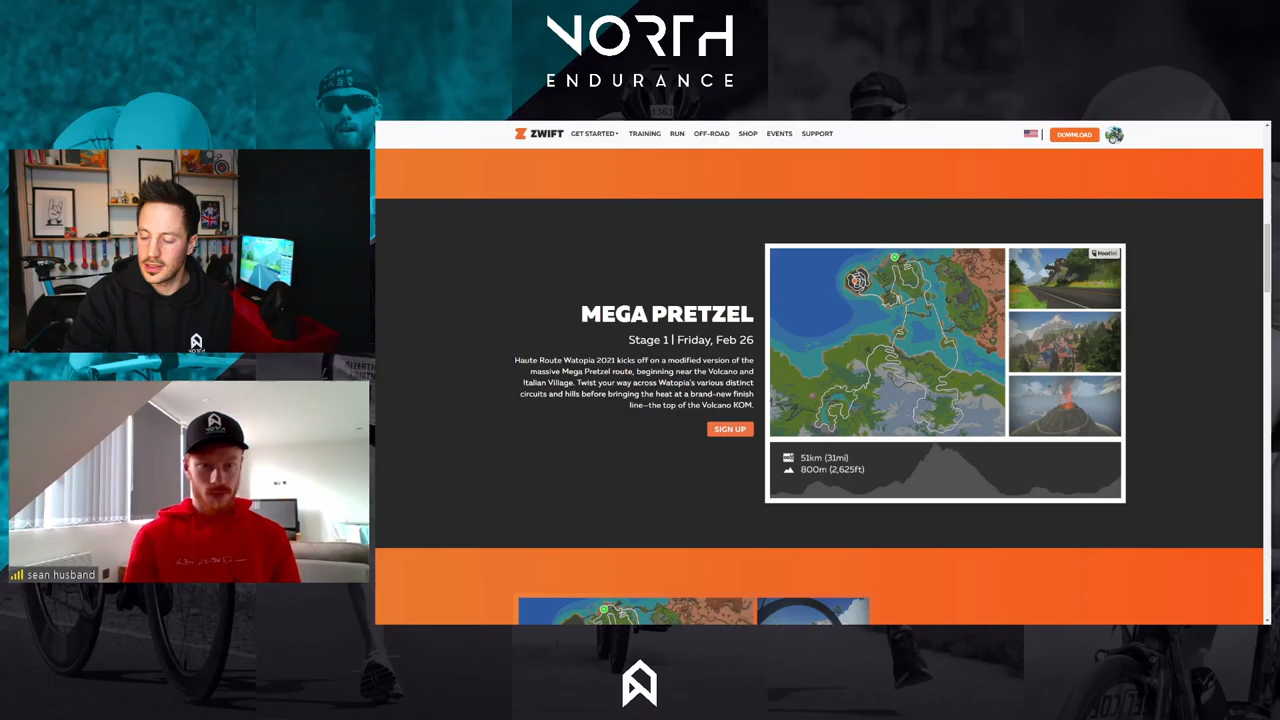 NORTH
ENDURANCE
ZWIFT GET STARTED TRAINING RUN OFF-ROAD SHOP EVENTS SUPPORT DOWNLOAD
MEGA PRETZEL
Stage 1 | Friday, Feb 26
Haute Route Watopia 2021 kicks off on a modified version of the
massive Mega Pretzel route, beginning near the Volcano and
Italian Village. Twist your way across Watopia's various distinct
circuits and hills before bringing the heat at a brand-new finish
line—the top of the Volcano KOM.
SIGN UP
51km (31mi)
800m (2,625ft)
NORTH
NORTH
sean husband